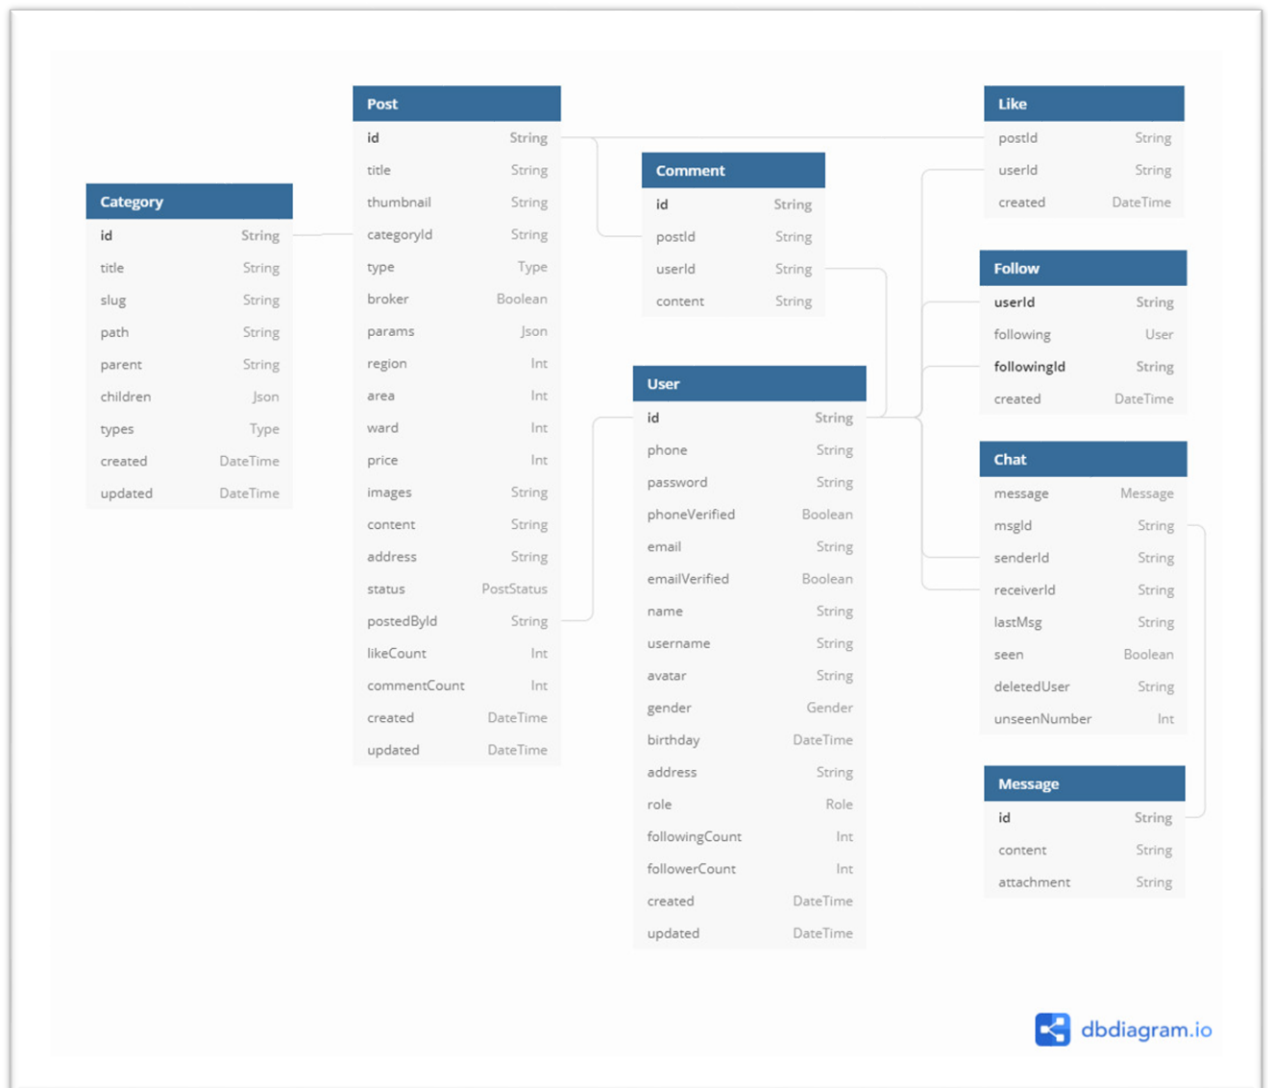 Category
id String
title String
slug String
path String
parent String
children Json
types Type
created DateTime
updated DateTime
Post
id String
title String
thumbnail String
categoryId String
type Type
broker Boolean
params Json
region Int
area Int
ward Int
price Int
images String
content String
address String
status PostStatus
postedById String
likeCount Int
commentCount Int
created DateTime
updated DateTime
Comment
id String
postId String
userId String
content String
User
id String
phone String
password String
phoneVerified Boolean
email String
emailVerified Boolean
name String
username String
avatar String
gender Gender
birthday DateTime
address String
role Role
followingCount Int
followerCount Int
created DateTime
updated DateTime
Like
postId String
userId String
created DateTime
Follow
userId String
following User
followingId String
created DateTime
Chat
message Message
msgId String
senderId String
receiverId String
lastMsg String
seen Boolean
deletedUser String
unseenNumber Int
Message
id String
content String
attachment String
dbdiagram.io